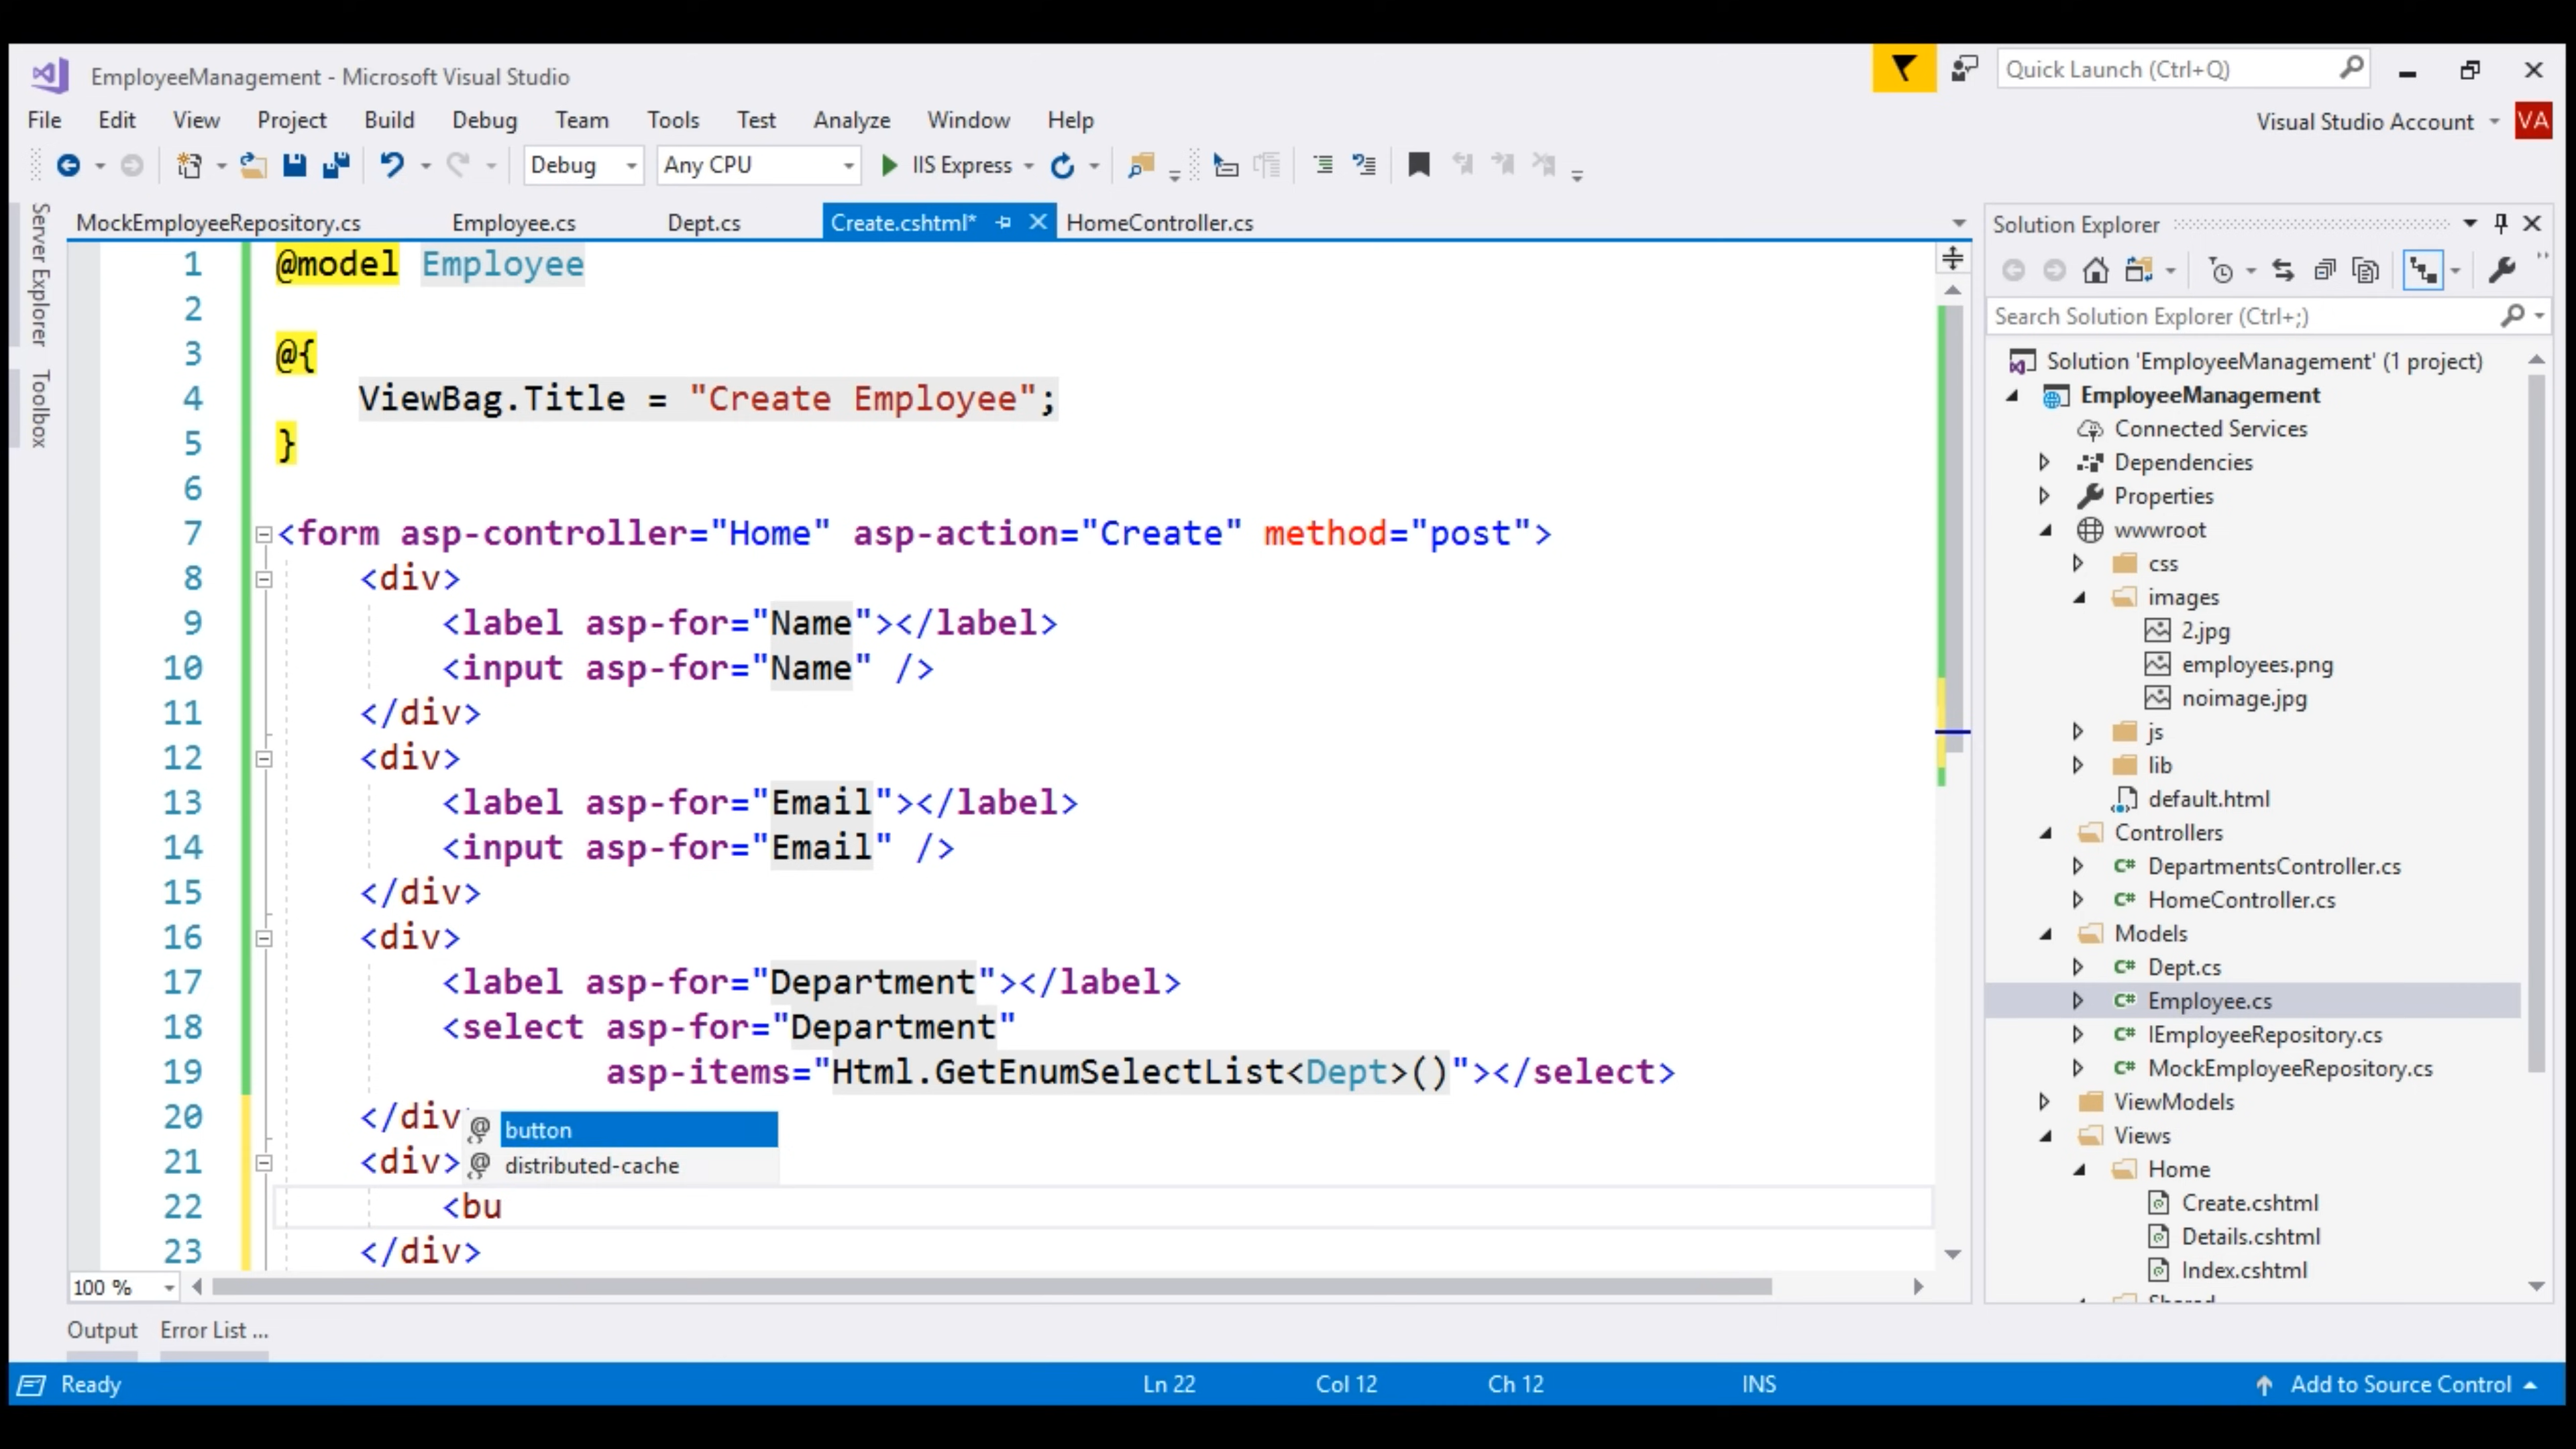 EmployeeManagement - Microsoft Visual Studio
Quick Launch (Ctrl+Q)
File Edit View Project Build Debug Team Tools Test Analyze Window Help
Visual Studio Account VA
Debug Any CPU IIS Express
Server Explorer
Toolbox
MockEmployeeRepository.cs Employee.cs Dept.cs Create.cshtml* HomeController.cs
1 @model Employee
2
3 @{
4 ViewBag.Title = "Create Employee";
5 }
6
7 <form asp-controller="Home" asp-action="Create" method="post">
8 <div>
9 <label asp-for="Name"></label>
10 <input asp-for="Name" />
11 </div>
12 <div>
13 <label asp-for="Email"></label>
14 <input asp-for="Email" />
15 </div>
16 <div>
17 <label asp-for="Department"></label>
18 <select asp-for="Department"
19 asp-items="Html.GetEnumSelectList<Dept>()"></select>
20 </div
button
21 <div>
distributed-cache
22 <bu
23 </div>
100 %
Solution Explorer
Search Solution Explorer (Ctrl+;)
Solution 'EmployeeManagement' (1 project)
EmployeeManagement
Connected Services
Dependencies
Properties
wwwroot
css
images
2.jpg
employees.png
noimage.jpg
js
lib
default.html
Controllers
C# DepartmentsController.cs
C# HomeController.cs
Models
C# Dept.cs
C# Employee.cs
C# IEmployeeRepository.cs
C# MockEmployeeRepository.cs
ViewModels
Views
Home
Create.cshtml
Details.cshtml
Index.cshtml
Shared
Output Error List ...
Ready Ln 22 Col 12 Ch 12 INS Add to Source Control